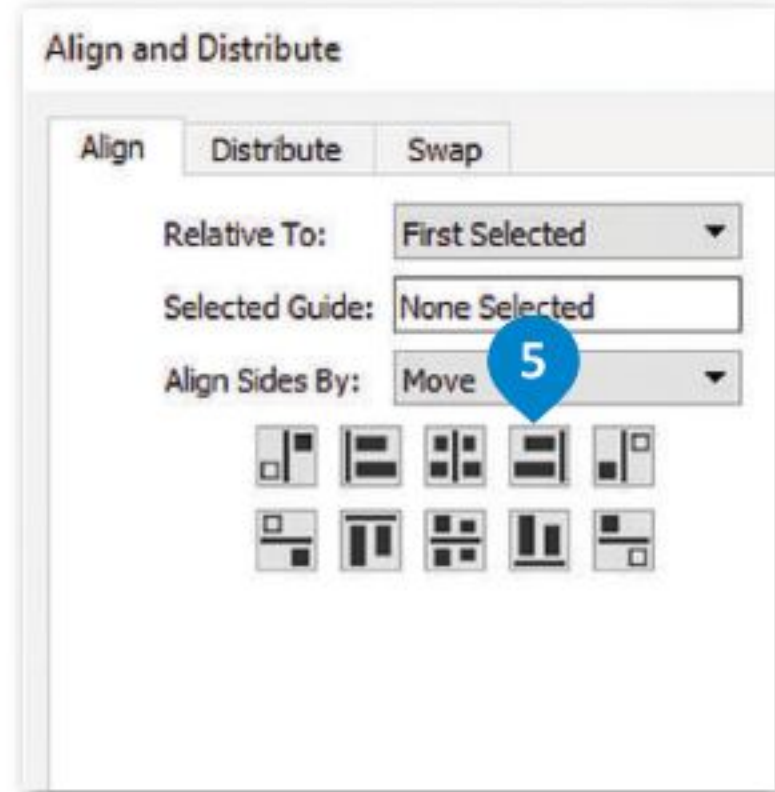 Align and Distribute
Align Distribute Swap
Relative To: First Selected
Selected Guide: None Selected
Align Sides By: Move
5